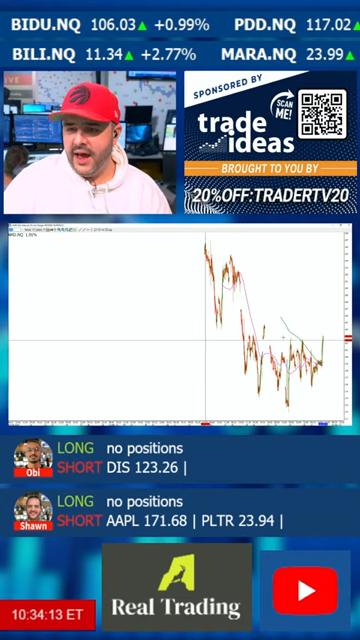 BIDU.NQ 106.03▲ +0.99% PDD.NQ 117.02▲
BILI.NQ 11.34▲ +2.77% MARA.NQ 23.99▲
SPONSORED BY
SCAN ME!
trade ideas
BROUGHT TO YOU BY
20%OFF:TRADERTV20
LIVE
LONG no positions
SHORT DIS 123.26 |
Obi
LONG no positions
SHORT AAPL 171.68 | PLTR 23.94 |
Shawn
10:34:13 ET
Real Trading